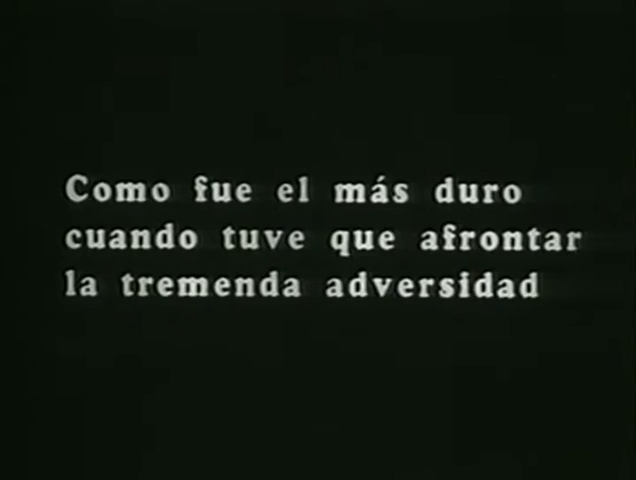 Como fue el más duro
cuando tuve que afrontar
la tremenda adversidad